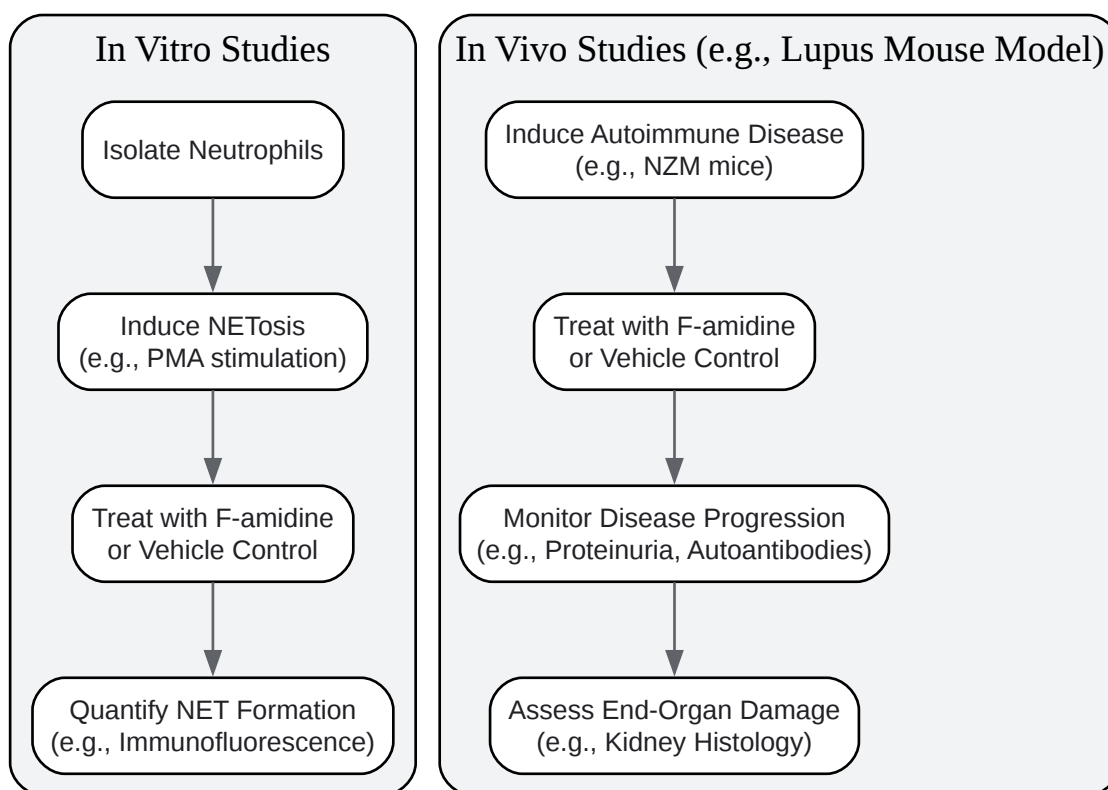 In Vitro Studies
Isolate Neutrophils
Induce NETosis
(e.g., PMA stimulation)
Treat with F-amidine
or Vehicle Control
Quantify NET Formation
(e.g., Immunofluorescence)
In Vivo Studies (e.g., Lupus Mouse Model)
Induce Autoimmune Disease
(e.g., NZM mice)
Treat with F-amidine
or Vehicle Control
Monitor Disease Progression
(e.g., Proteinuria, Autoantibodies)
Assess End-Organ Damage
(e.g., Kidney Histology)